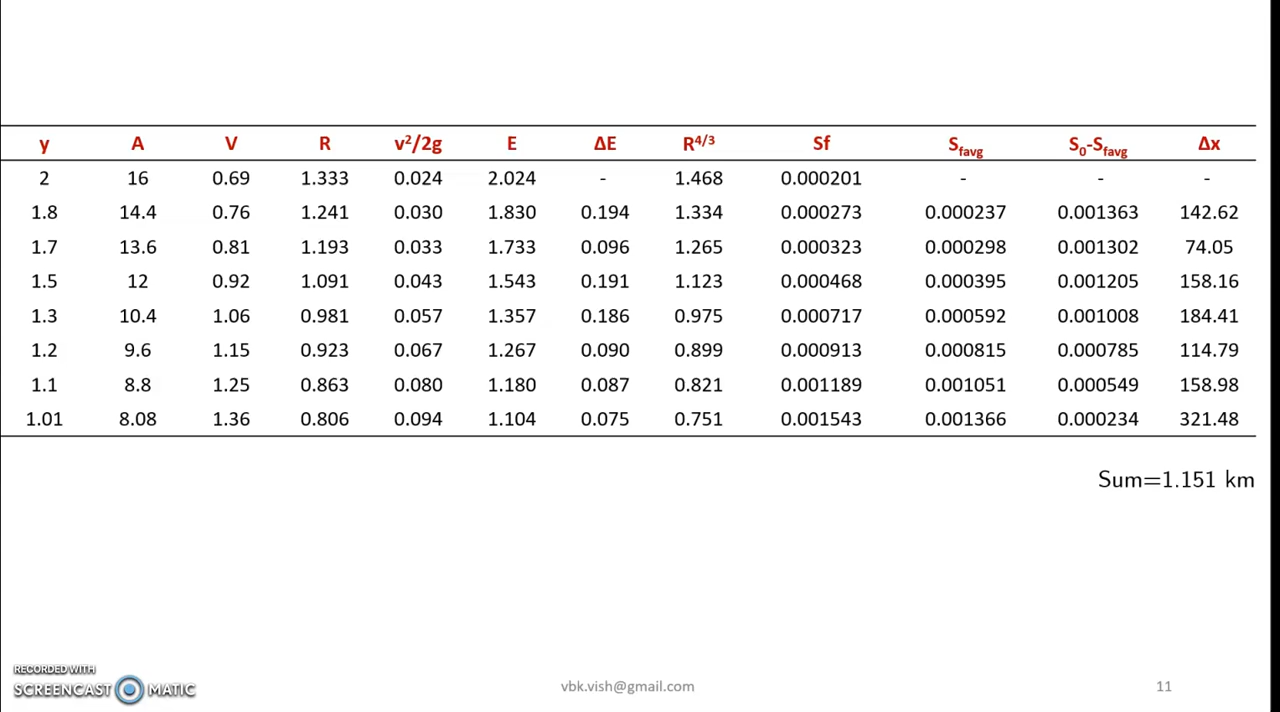 y A V R v²/2g E ΔE R⁴/³ Sf Sfavg S0-Sfavg Δx
2 16 0.69 1.333 0.024 2.024 - 1.468 0.000201 - - -
1.8 14.4 0.76 1.241 0.030 1.830 0.194 1.334 0.000273 0.000237 0.001363 142.62
1.7 13.6 0.81 1.193 0.033 1.733 0.096 1.265 0.000323 0.000298 0.001302 74.05
1.5 12 0.92 1.091 0.043 1.543 0.191 1.123 0.000468 0.000395 0.001205 158.16
1.3 10.4 1.06 0.981 0.057 1.357 0.186 0.975 0.000717 0.000592 0.001008 184.41
1.2 9.6 1.15 0.923 0.067 1.267 0.090 0.899 0.000913 0.000815 0.000785 114.79
1.1 8.8 1.25 0.863 0.080 1.180 0.087 0.821 0.001189 0.001051 0.000549 158.98
1.01 8.08 1.36 0.806 0.094 1.104 0.075 0.751 0.001543 0.001366 0.000234 321.48
Sum=1.151 km
RECORDED WITH
SCREENCAST MATIC
vbk.vish@gmail.com
11